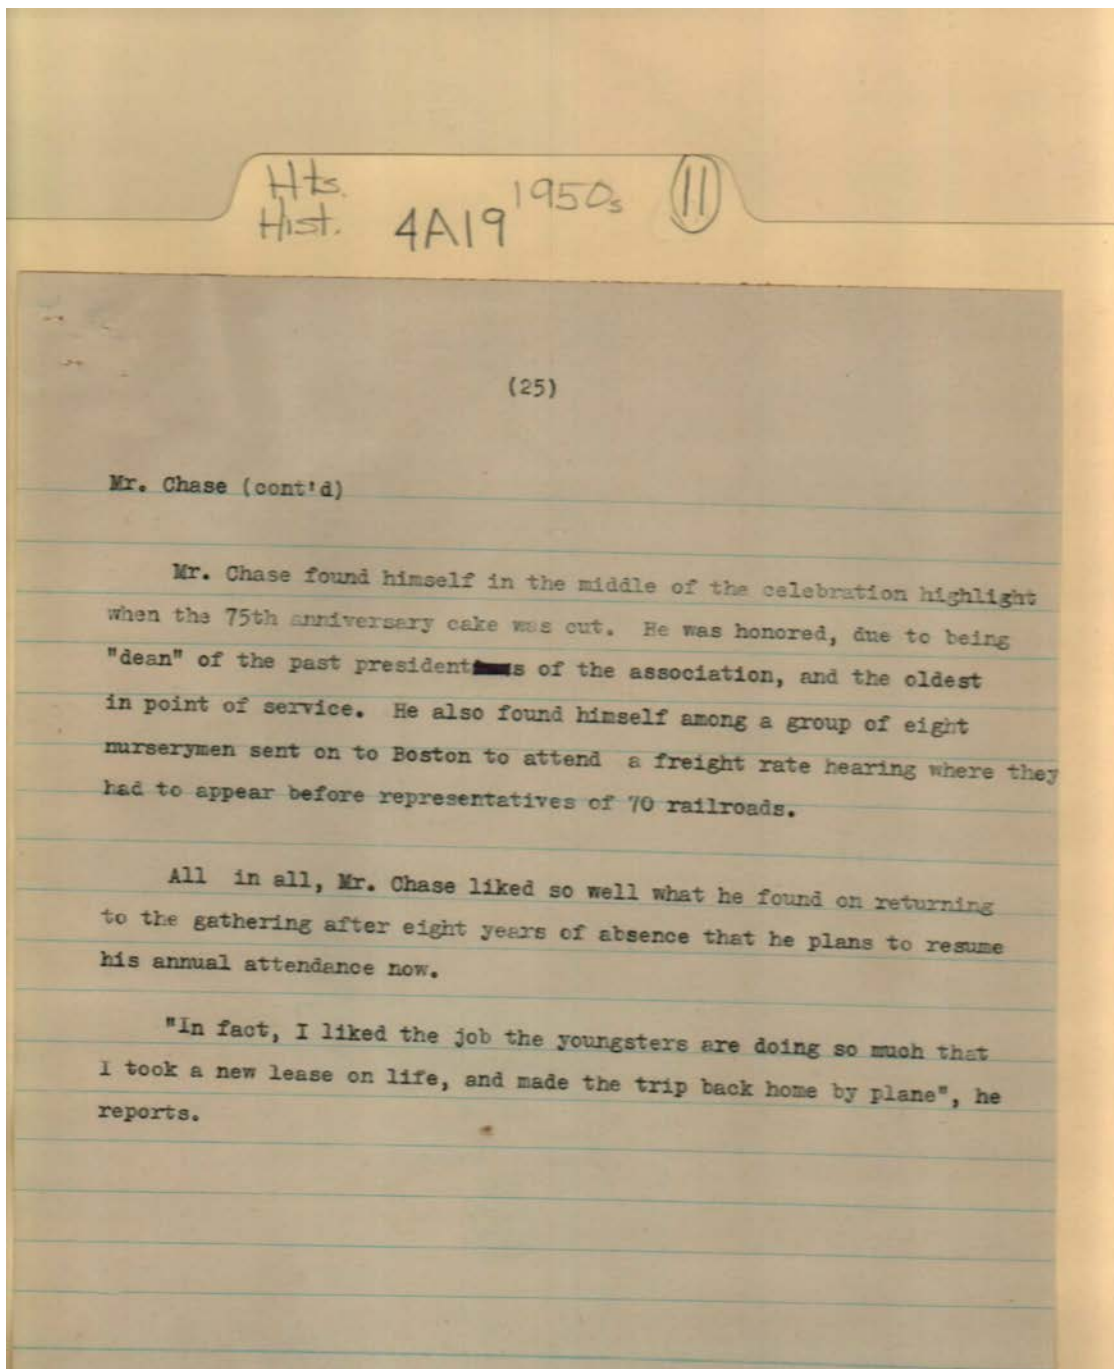 Hts. 1950s 11
Hist. 4A19
(25)
Mr. Chase (cont'd)
Mr. Chase found himself in the middle of the celebration highlight
when the 75th anniversary cake was cut. He was honored, due to being
"dean" of the past presidents of the association, and the oldest
in point of service. He also found himself among a group of eight
nurserymen sent on to Boston to attend a freight rate hearing where they
had to appear before representatives of 70 railroads.
All in all, Mr. Chase liked so well what he found on returning
to the gathering after eight years of absence that he plans to resume
his annual attendance now.
"In fact, I liked the job the youngsters are doing so much that
I took a new lease on life, and made the trip back home by plane", he
reports.